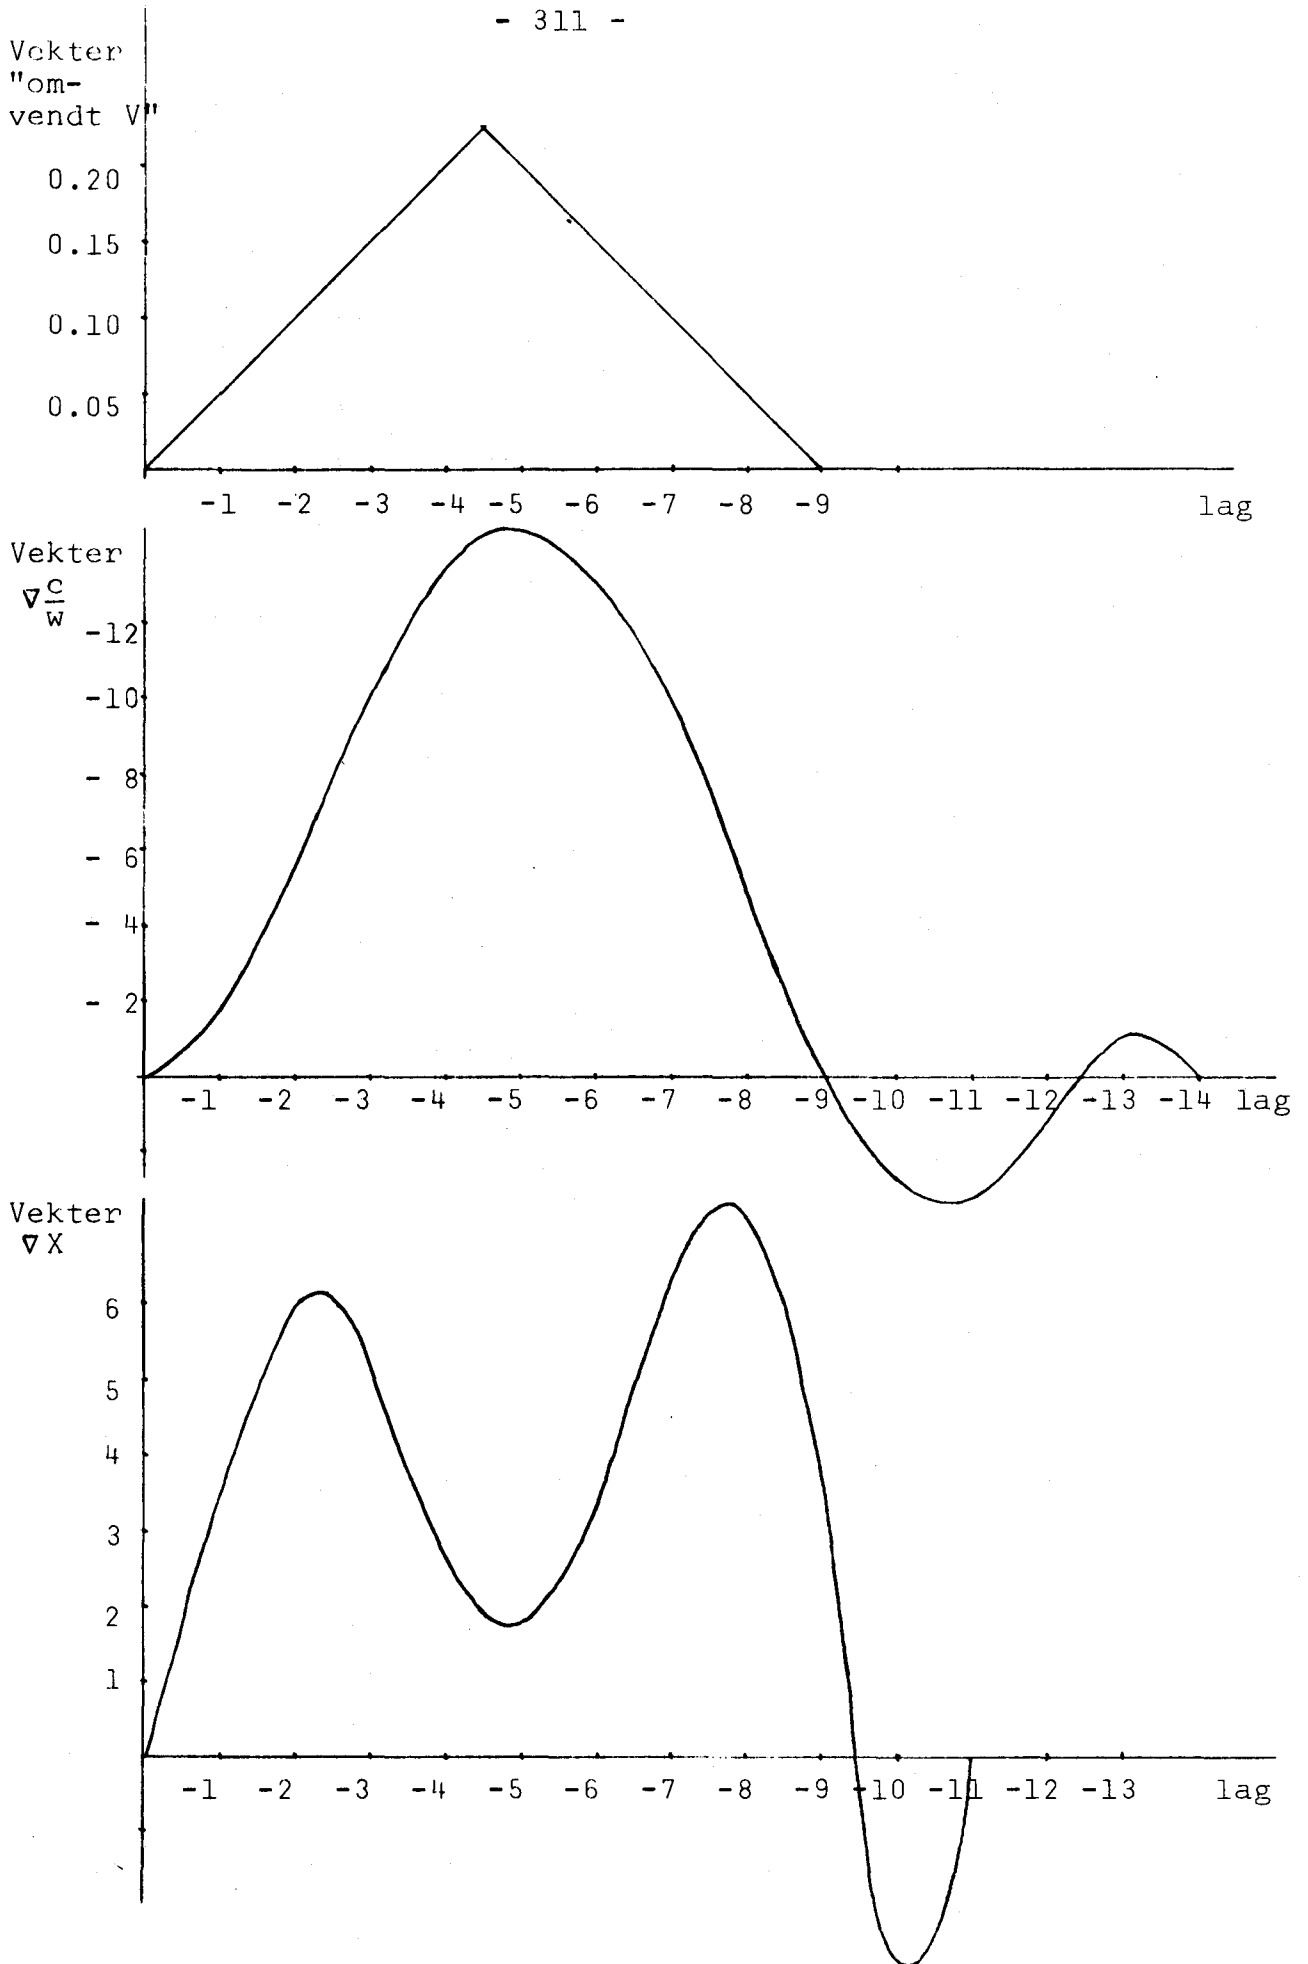 - 311 -
Vekter
"om-
vendt V"
0.20
0.15
0.10
0.05
-1 -2 -3 -4 -5 -6 -7 -8 -9 lag
Vekter
∇ c/w
-12
-10
- 8
- 6
- 4
- 2
-1 -2 -3 -4 -5 -6 -7 -8 -9 -10 -11 -12 -13 -14 lag
Vekter
∇ X
6
5
4
3
2
1
-1 -2 -3 -4 -5 -6 -7 -8 -9 -10 -11 -12 -13 lag